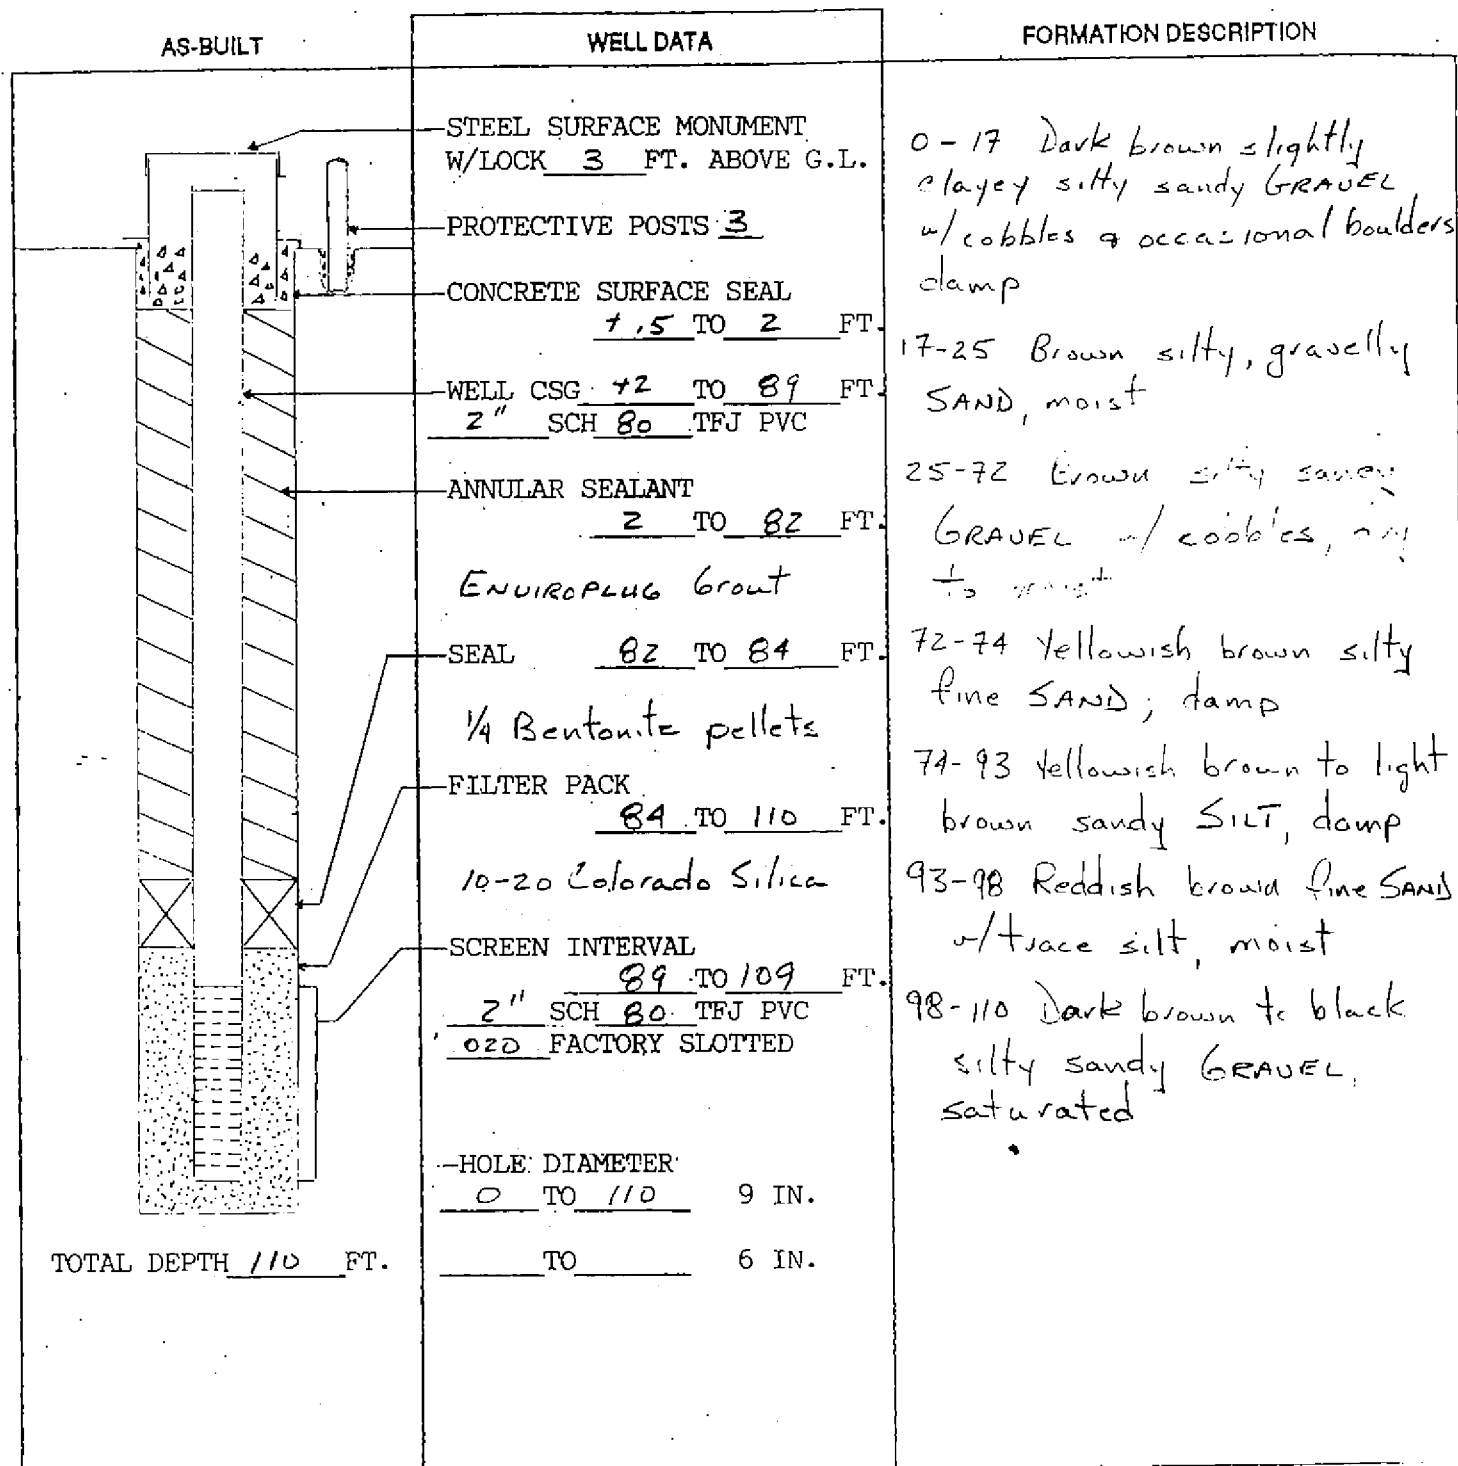 AS-BUILT
WELL DATA
FORMATION DESCRIPTION
STEEL SURFACE MONUMENT
W/LOCK 3 FT. ABOVE G.L.
PROTECTIVE POSTS 3
CONCRETE SURFACE SEAL
+.5 TO 2 FT.
WELL CSG +2 TO 89 FT.
2" SCH 80 TFJ PVC
ANNULAR SEALANT
2 TO 82 FT.
ENVIROPLUG Grout
SEAL 82 TO 84 FT.
1/4 Bentonite pellets
FILTER PACK
84 TO 110 FT.
10-20 Colorado Silica
SCREEN INTERVAL
89 TO 109 FT.
2" SCH 80 TFJ PVC
.020 FACTORY SLOTTED
HOLE DIAMETER
0 TO 110 9 IN.
TO 6 IN.
TOTAL DEPTH 110 FT.
0-17 Dark brown slightly
clayey silty sandy GRAVEL
w/ cobbles & occasional boulders
damp
17-25 Brown silty, gravelly
SAND, moist
25-72 Brown silty sandy
GRAVEL w/ cobbles,
to moist
72-74 Yellowish brown silty
fine SAND; damp
74-93 Yellowish brown to light
brown sandy SILT, damp
93-98 Reddish brown fine SAND
w/trace silt, moist
98-110 Dark brown to black
silty sandy GRAVEL,
saturated